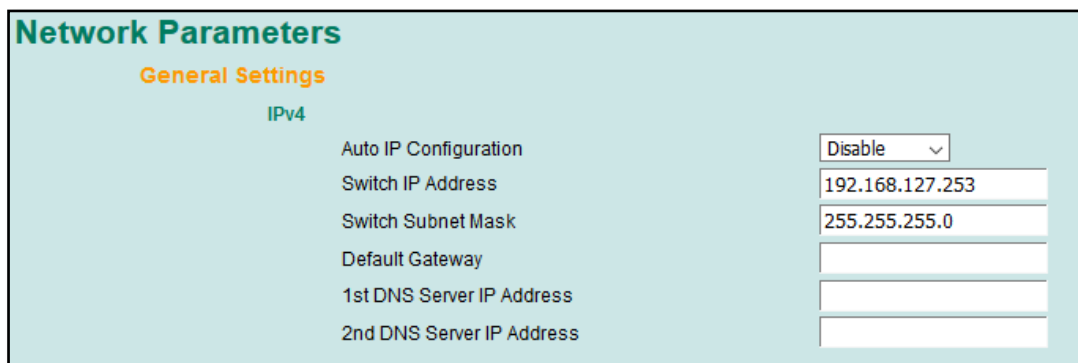 Network Parameters
General Settings
IPv4
Auto IP Configuration Disable
Switch IP Address 192.168.127.253
Switch Subnet Mask 255.255.255.0
Default Gateway
1st DNS Server IP Address
2nd DNS Server IP Address